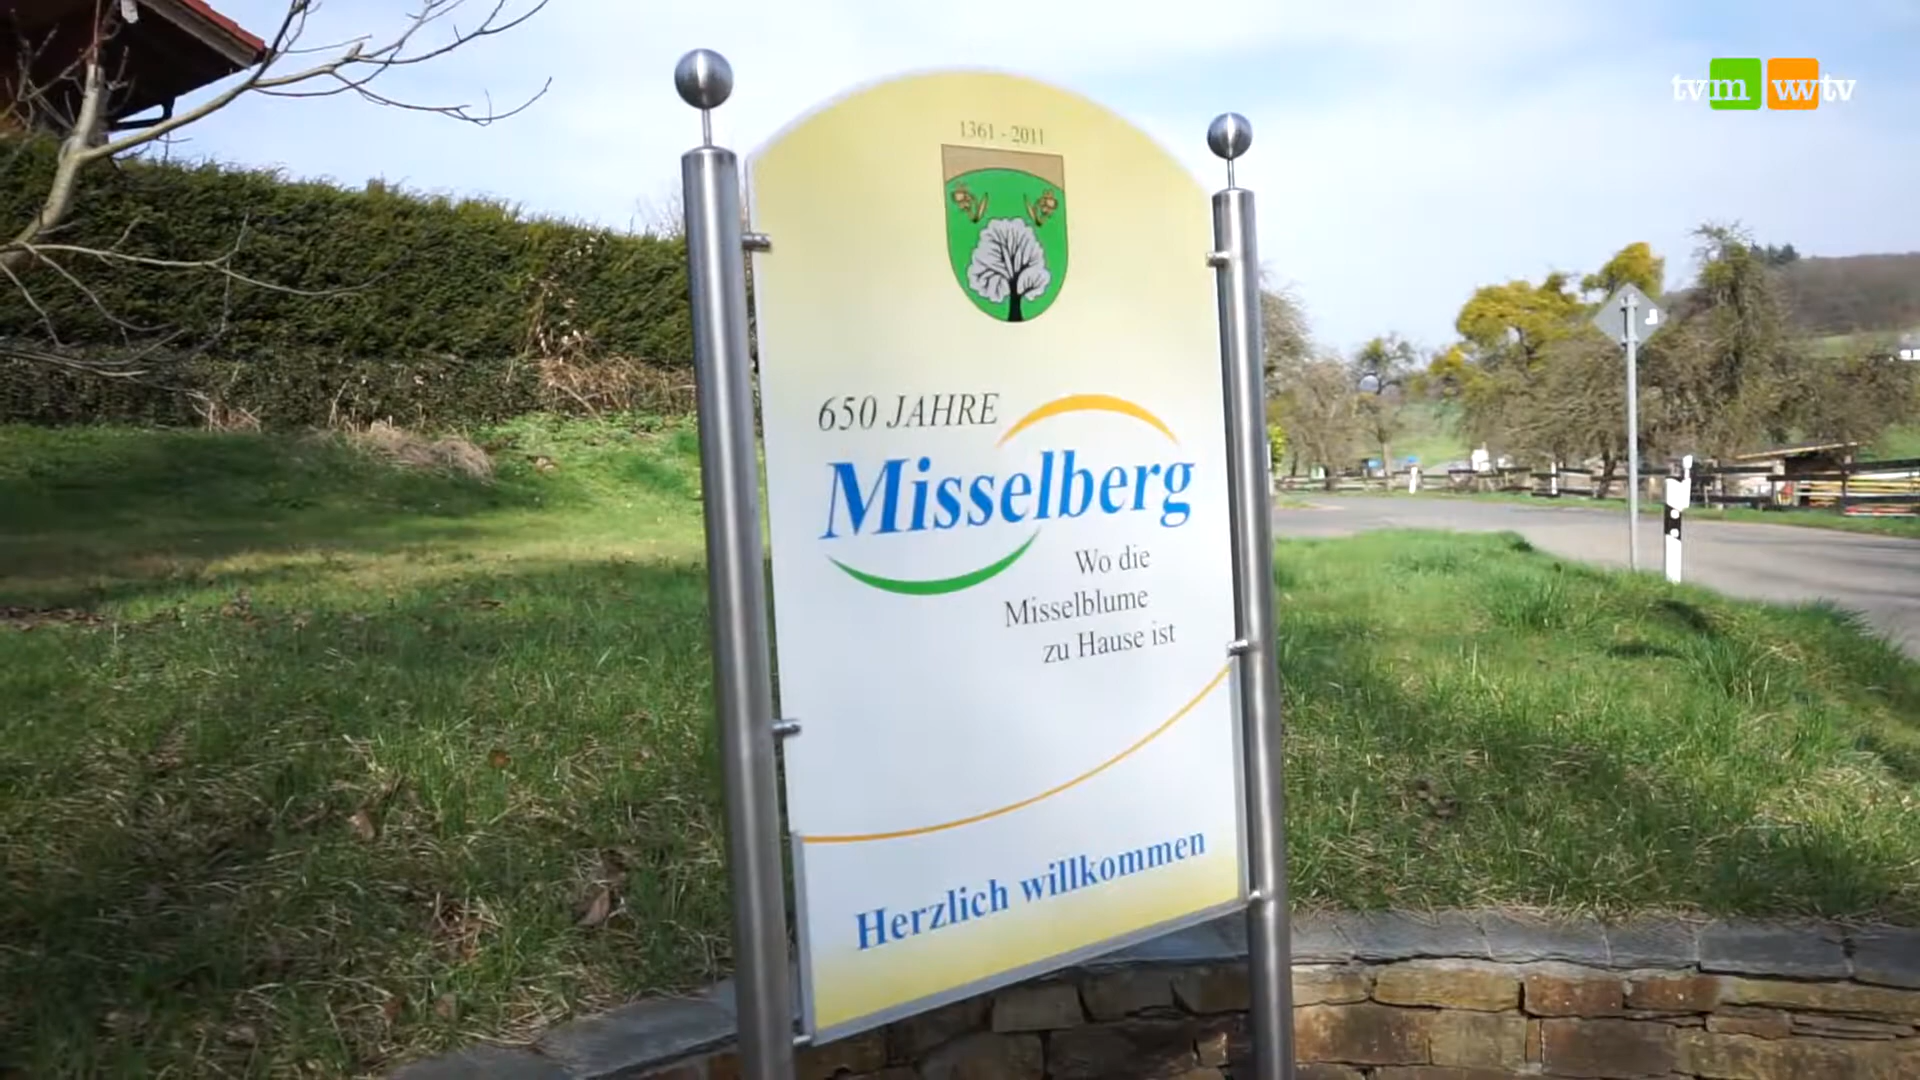 tvm wwtv
1361 - 2011
650 JAHRE
Misselberg
Wo die
Misselblume
zu Hause ist
Herzlich willkommen